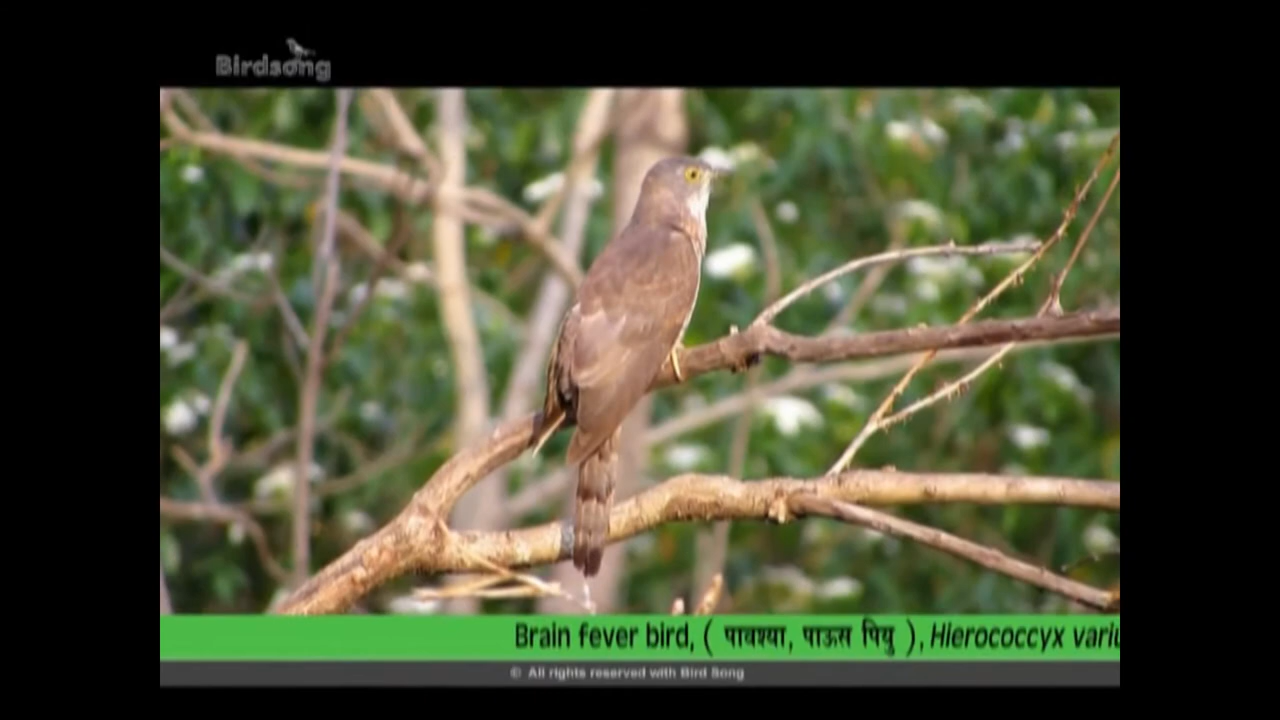 Birdsong
Brain fever bird, ( पावश्या, पाऊस पियु ), Hierococcyx variu
© All rights reserved with Bird Song